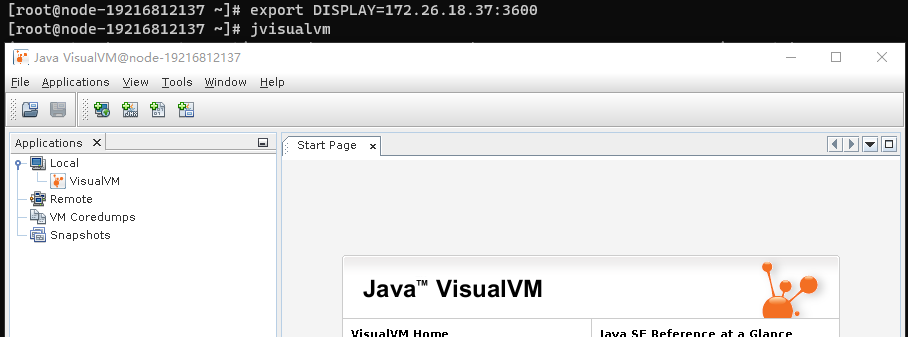 [root@node-19216812137 ~]# export DISPLAY=172.26.18.37:3600
[root@node-19216812137 ~]# jvisualvm
Java VisualVM@node-19216812137
File Applications View Tools Window Help
Applications
Start Page
Local
VisualVM
Remote
VM Coredumps
Snapshots
Java™ VisualVM
VisualVM Home
Java SE Reference at a Glance